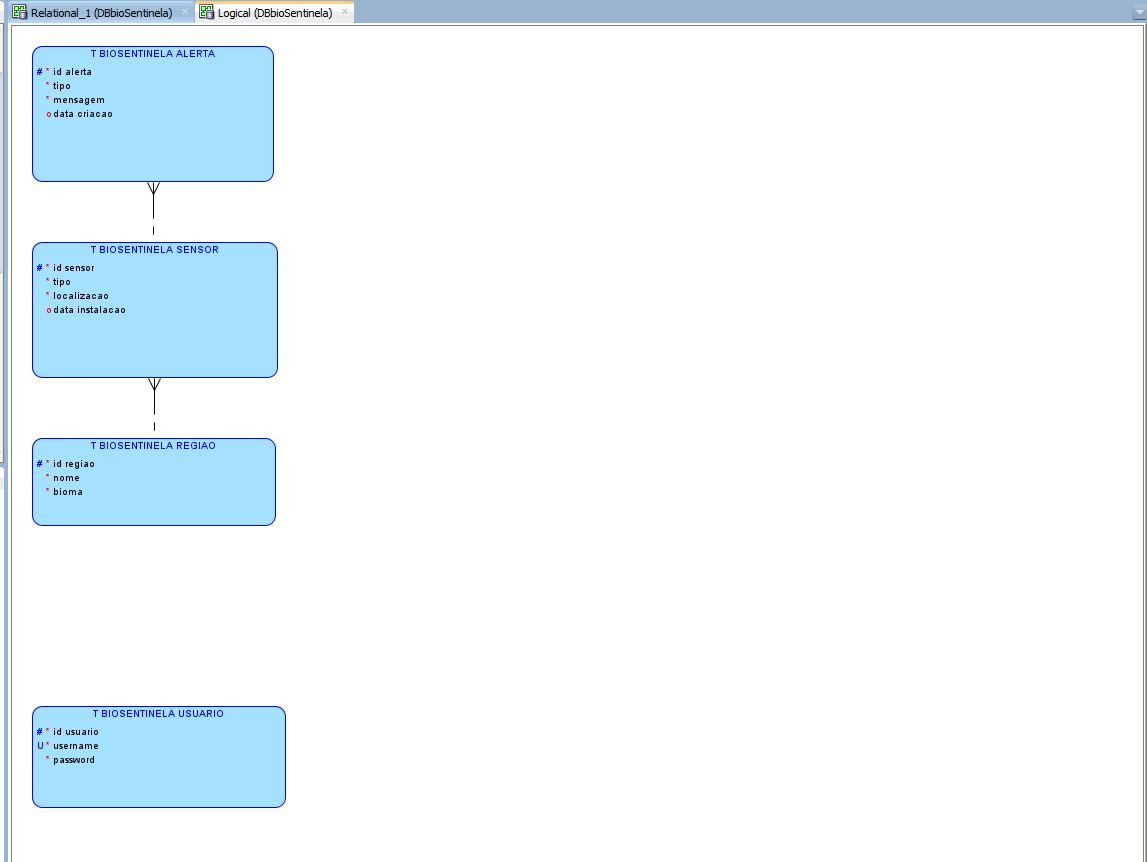 Relational_1 (DBbioSentinela) × Logical (DBbioSentinela) ×
T BIOSENTINELA ALERTA
# * id alerta
* tipo
* mensagem
o data criacao
T BIOSENTINELA SENSOR
# * id sensor
* tipo
* localizacao
o data instalacao
T BIOSENTINELA REGIAO
# * id regiao
* nome
* bioma
T BIOSENTINELA USUARIO
# * id usuario
U * username
* password